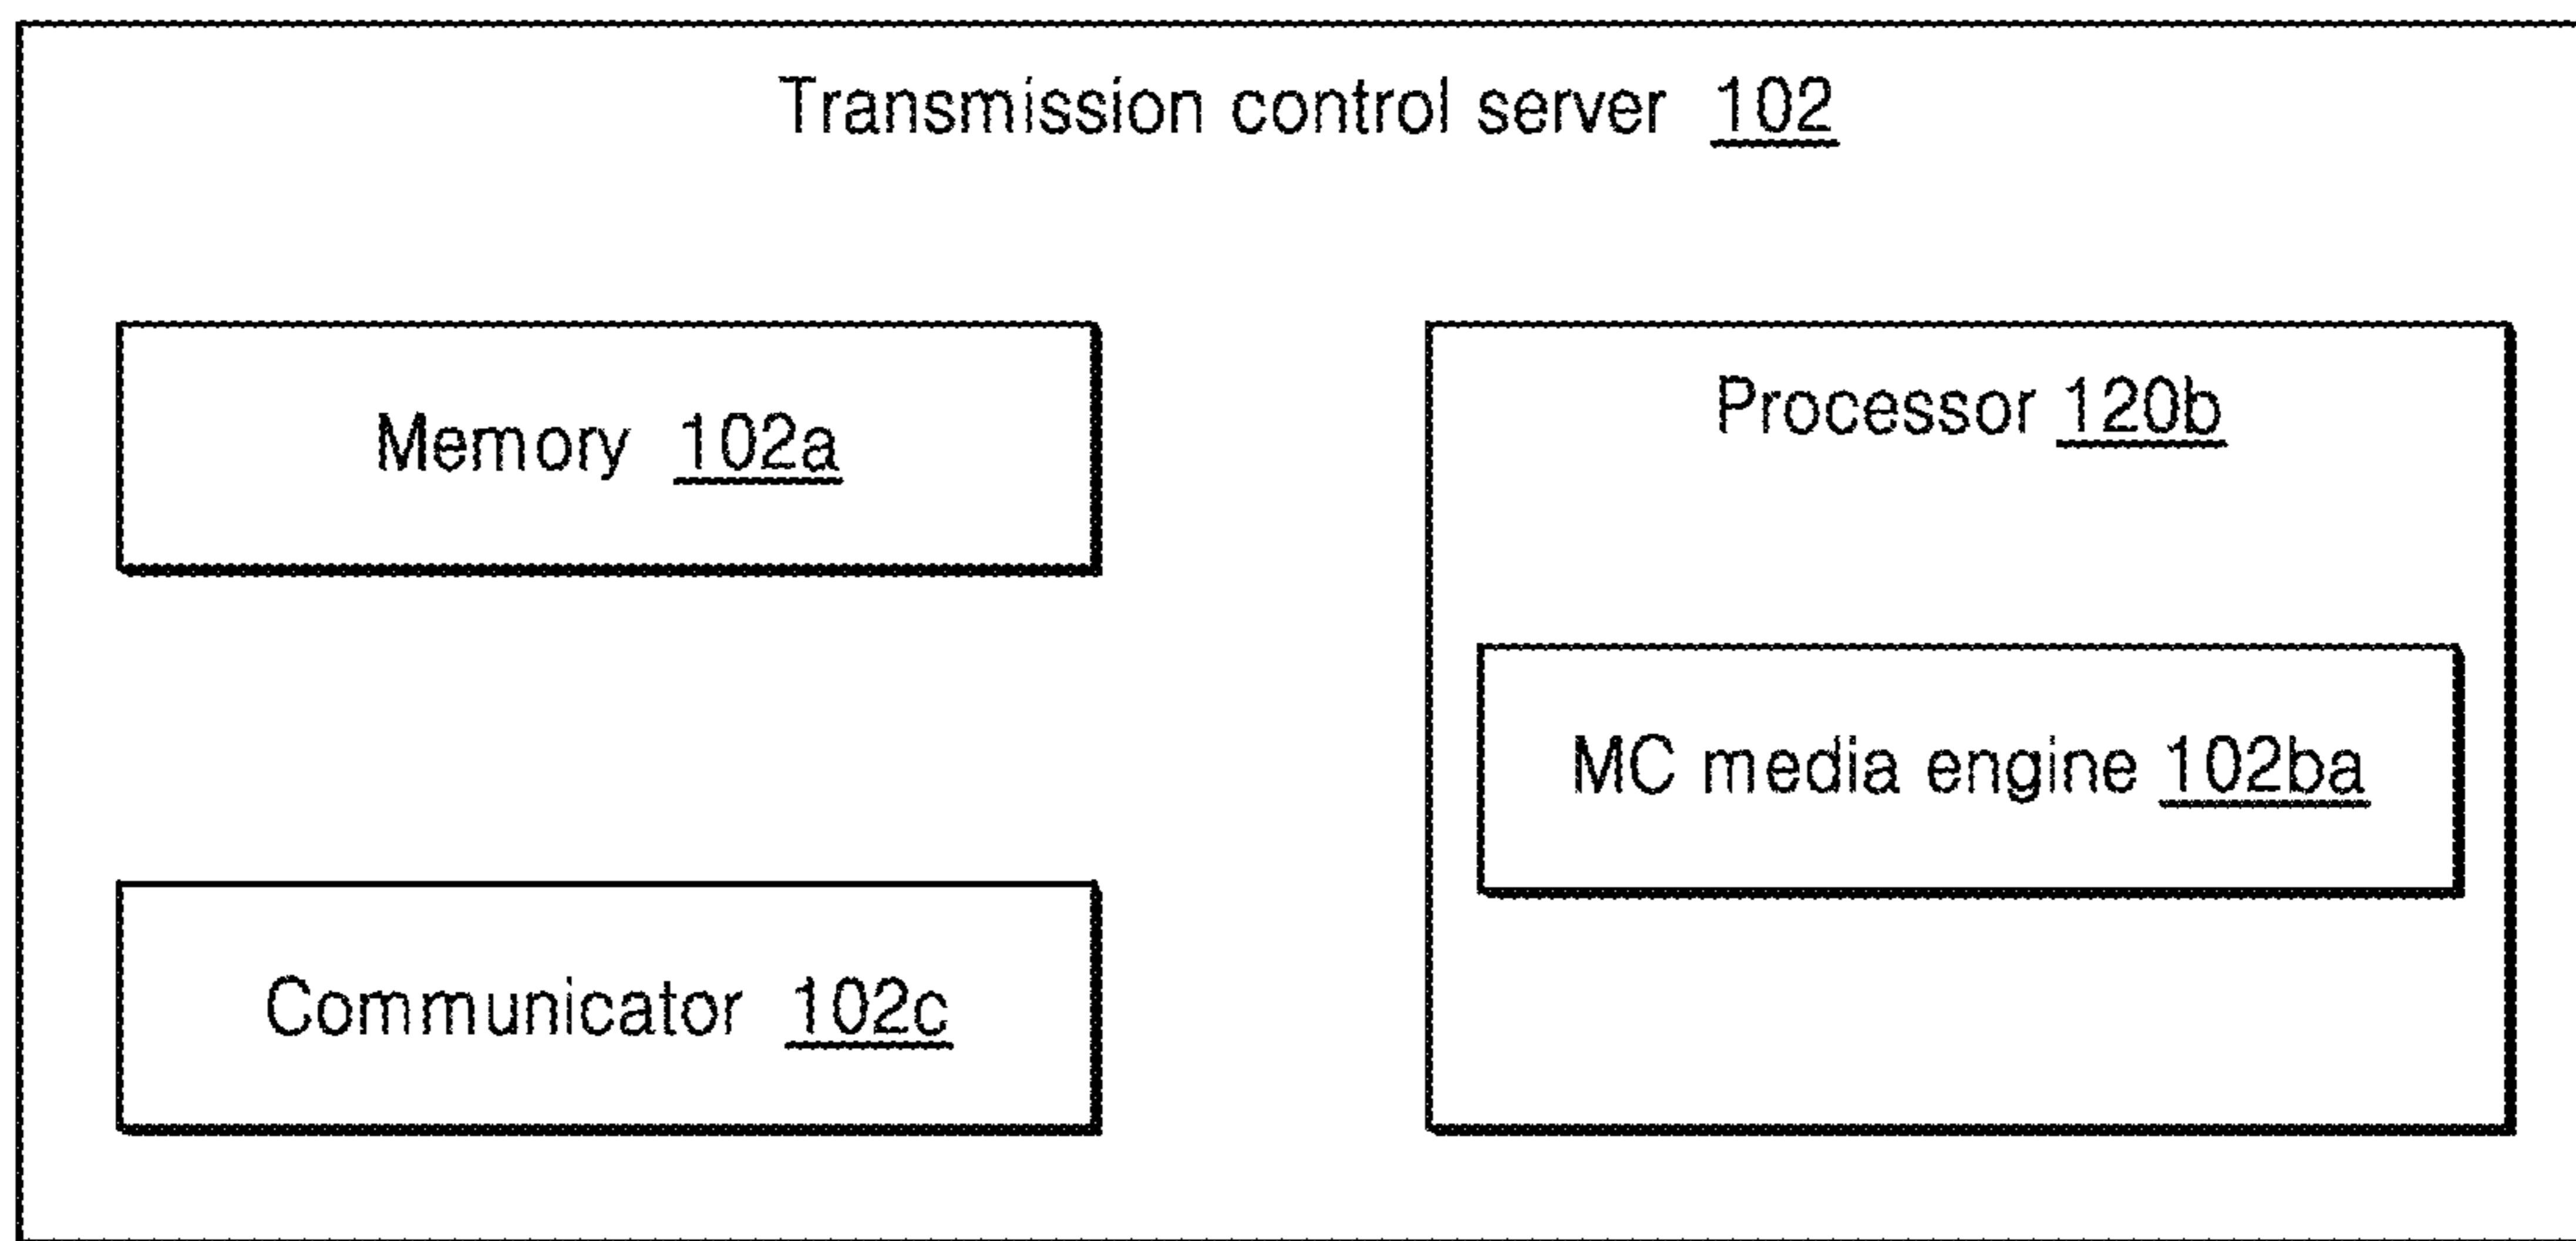 Transmission control server 102
Memory 102a
Processor 120b
MC media engine 102ba
Communicator 102c